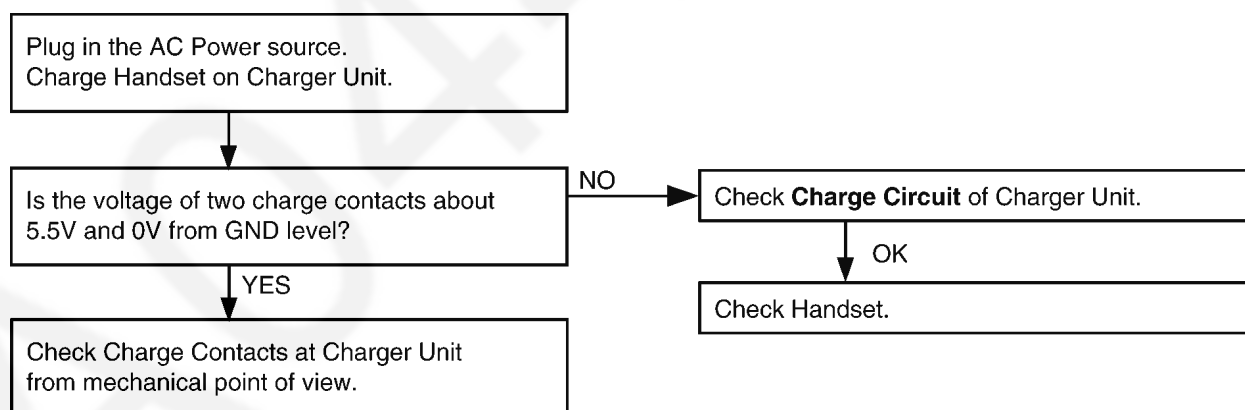 Plug in the AC Power source.
Charge Handset on Charger Unit.
Is the voltage of two charge contacts about
5.5V and 0V from GND level?
NO
Check Charge Circuit of Charger Unit.
OK
Check Handset.
YES
Check Charge Contacts at Charger Unit
from mechanical point of view.